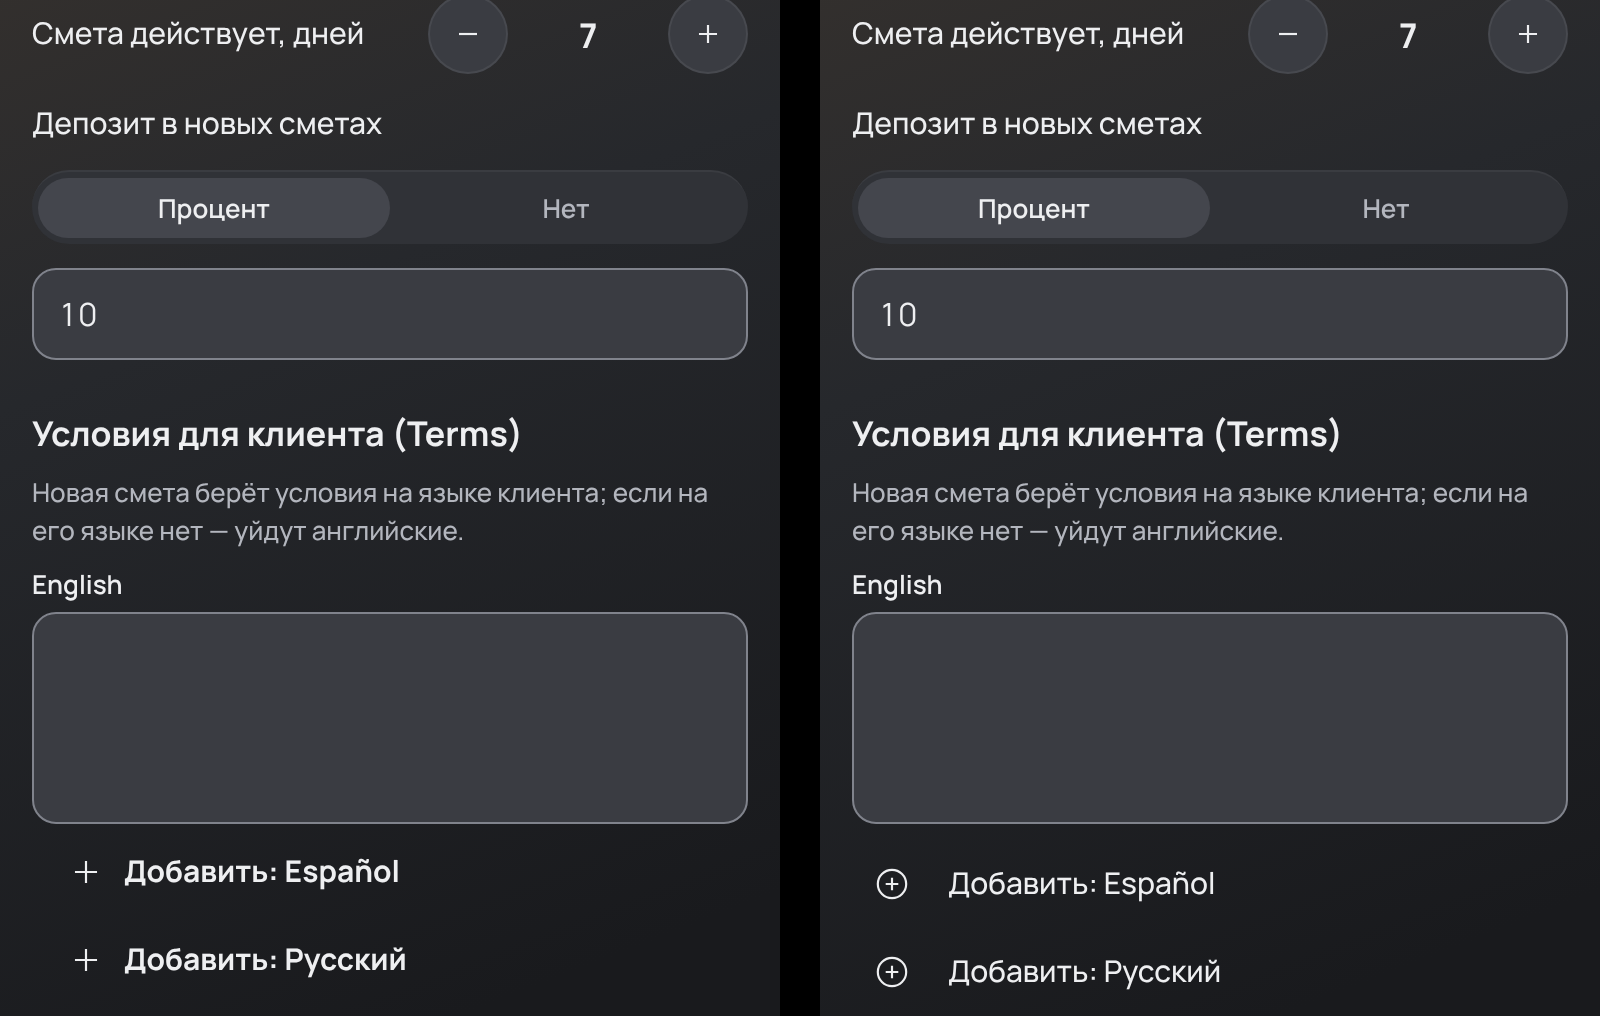 Смета действует, дней − 7 +
Депозит в новых сметах
Процент Нет
10
Условия для клиента (Terms)
Новая смета берёт условия на языке клиента; если на
его языке нет — уйдут английские.
English
+ Добавить: Español
+ Добавить: Русский
Смета действует, дней − 7 +
Депозит в новых сметах
Процент Нет
10
Условия для клиента (Terms)
Новая смета берёт условия на языке клиента; если на
его языке нет — уйдут английские.
English
Добавить: Español
Добавить: Русский